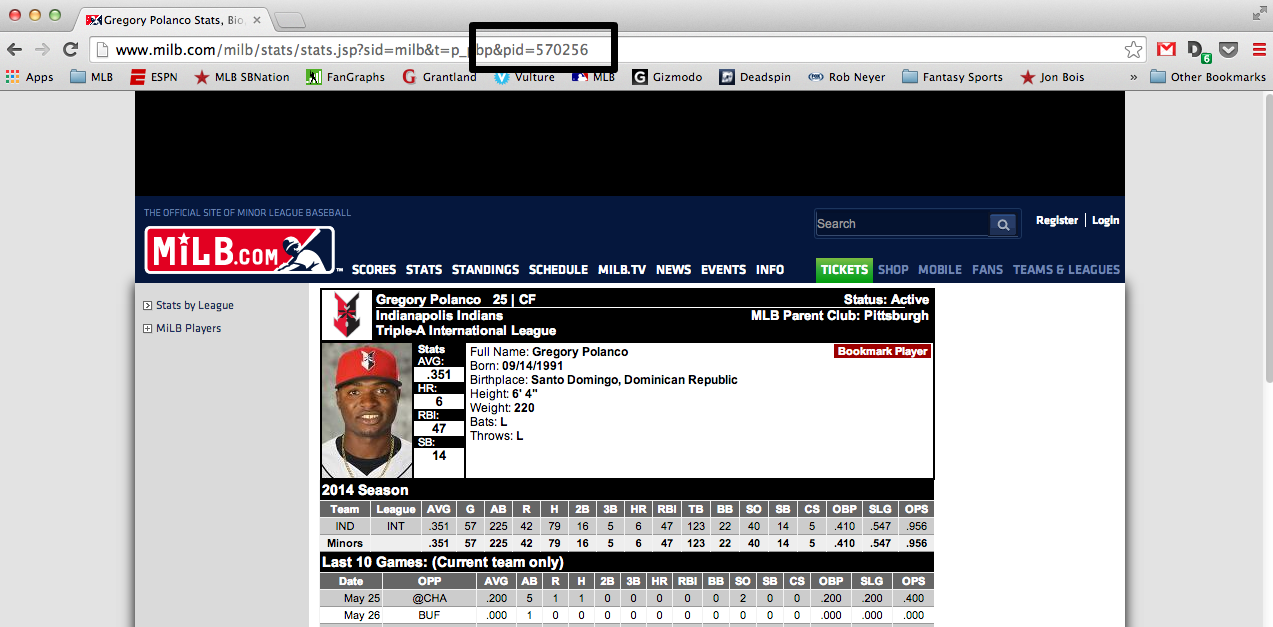 Gregory Polanco Stats, Bio,
www.milb.com/milb/stats/stats.jsp?sid=milb&t=p_pbp&pid=570256
6
Apps MLB ESPN MLB SBNation FanGraphs Grantland Vulture MLB Gizmodo Deadspin Rob Neyer Fantasy Sports Jon Bois » Other Bookmarks
THE OFFICIAL SITE OF MINOR LEAGUE BASEBALL
Search Register Login
MiLB.COM ™
SCORES STATS STANDINGS SCHEDULE MILB.TV NEWS EVENTS INFO TICKETS SHOP MOBILE FANS TEAMS & LEAGUES
Stats by League
MiLB Players
Gregory Polanco 25 | CF Status: Active
Indianapolis Indians MLB Parent Club: Pittsburgh
Triple-A International League
Stats
AVG:
.351
HR:
6
RBI:
47
SB:
14
Full Name: Gregory Polanco Bookmark Player
Born: 09/14/1991
Birthplace: Santo Domingo, Dominican Republic
Height: 6' 4"
Weight: 220
Bats: L
Throws: L
2014 Season
Team League AVG G AB R H 2B 3B HR RBI TB BB SO SB CS OBP SLG OPS
IND INT .351 57 225 42 79 16 5 6 47 123 22 40 14 5 .410 .547 .956
Minors .351 57 225 42 79 16 5 6 47 123 22 40 14 5 .410 .547 .956
Last 10 Games: (Current team only)
Date OPP AVG AB R H 2B 3B HR RBI BB SO SB CS OBP SLG OPS
May 25 @CHA .200 5 1 1 0 0 0 0 0 2 0 0 .200 .200 .400
May 26 BUF .000 1 0 0 0 0 0 0 0 0 0 0 .000 .000 .000